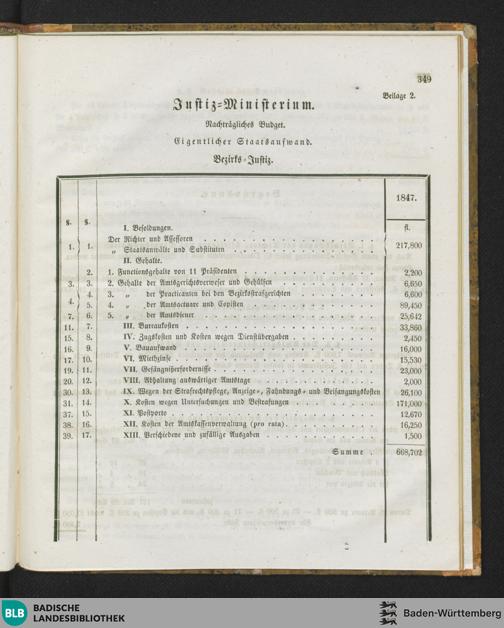 349
Beilage 2.
Justiz-Ministerium.
Nachträgliches Budget.
Eigentlicher Staatsaufwand.
Bezirks-Justiz.
1847.
§. §. fl.
I. Besoldungen.
Der Richter und Assessoren
1. 1. „ Staatsanwälte und Substituten 217,800
II. Gehalte.
2. 1. Functionsgehalte von 11 Präsidenten 2,200
3. 3. 2. Gehalte der Amtsgerichtsverweser und Gehülfen 6,650
4. 4. 3. „ der Practicanten bei den Bezirksstrafgerichten 6,600
5. 4. „ der Amtsactuare und Copisten 89,450
7. 6. 5. „ der Amtsdiener 25,642
11. 7. III. Bureaukosten 33,860
15. 8. IV. Zugskosten und Kosten wegen Dienstübergaben 2,450
16. 9. V. Bauaufwand 16,000
17. 10. VI. Miethzinse 15,530
19. 11. VII. Gefängnißerfordernisse 23,000
20. 12. VIII. Abhaltung auswärtiger Amtstage 2,000
30. 13. IX. Wegen der Strafrechtspflege, Anzeige-, Fahndungs- und Beifangungskosten 26,100
31. 14. X. Kosten wegen Untersuchungen und Bestrafungen 171,000
37. 15. XI. Postporto 12,670
38. 16. XII. Kosten der Amtskassenverwaltung (pro rata) 16,250
39. 17. XIII. Verschiedene und zufällige Ausgaben 1,500
Summe 668,702
BLB BADISCHE
LANDESBIBLIOTHEK
Baden-Württemberg